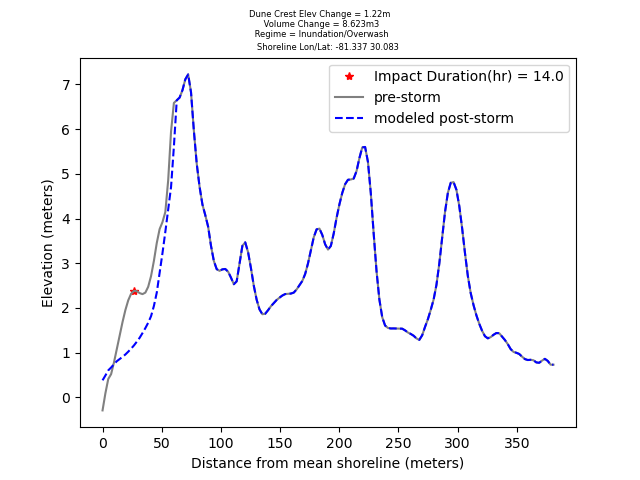 Dune Crest Elev Change = 1.22m
Volume Change = 8.623m3
Regime = Inundation/Overwash
Shoreline Lon/Lat: -81.337 30.083
Impact Duration(hr) = 14.0
pre-storm
modeled post-storm
7
6
5
4
3
2
1
0
Elevation (meters)
0 50 100 150 200 250 300 350
Distance from mean shoreline (meters)